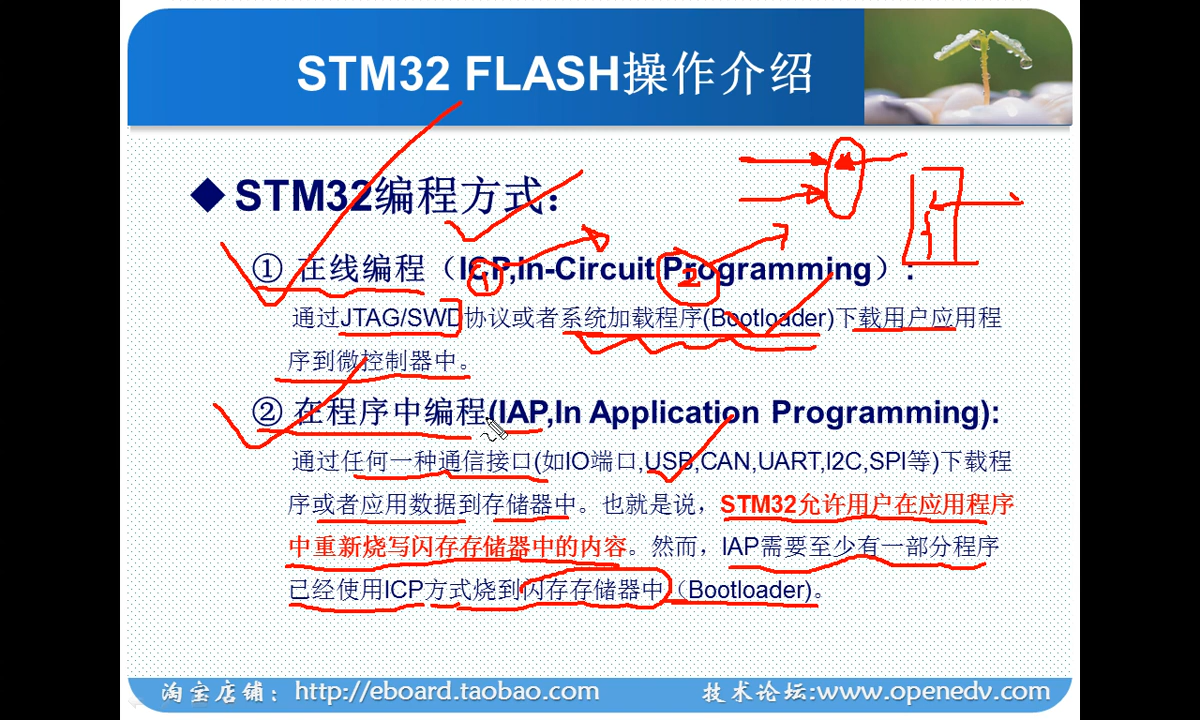 STM32 FLASH操作介绍
◆ STM32编程方式：
① 在线编程（ICP,In-Circuit Programming）:
通过JTAG/SWD协议或者系统加载程序(Bootloader)下载用户应用程
序到微控制器中。
② 在程序中编程(IAP,In Application Programming):
通过任何一种通信接口(如IO端口,USB,CAN,UART,I2C,SPI等)下载程
序或者应用数据到存储器中。也就是说，STM32允许用户在应用程序
中重新烧写闪存存储器中的内容。然而，IAP需要至少有一部分程序
已经使用ICP方式烧到闪存存储器中（Bootloader)。
淘宝店铺：http://eboard.taobao.com 技术论坛:www.openedv.com